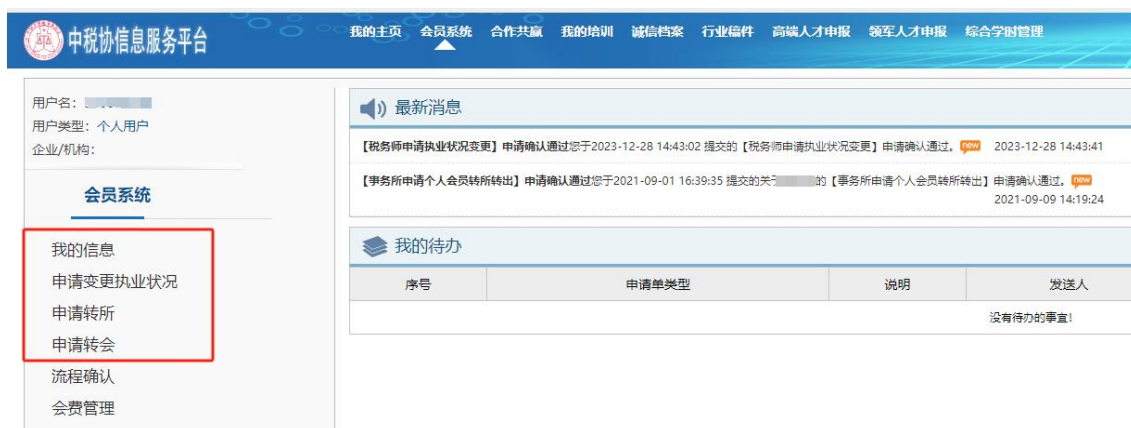 中税协信息服务平台
我的主页 会员系统 合作共赢 我的培训 诚信档案 行业稿件 高端人才申报 领军人才申报 综合学时管理
用户名：
用户类型：个人用户
企业/机构：
会员系统
我的信息
申请变更执业状况
申请转所
申请转会
流程确认
会费管理
最新消息
【税务师申请执业状况变更】申请确认通过您于2023-12-28 14:43:02 提交的【税务师申请执业状况变更】申请确认通过。 new 2023-12-28 14:43:41
【事务所申请个人会员转所转出】申请确认通过您于2021-09-01 16:39:35 提交的关于 的【事务所申请个人会员转所转出】申请确认通过。 new
2021-09-09 14:19:24
我的待办
序号 申请单类型 说明 发送人
没有待办的事宜！